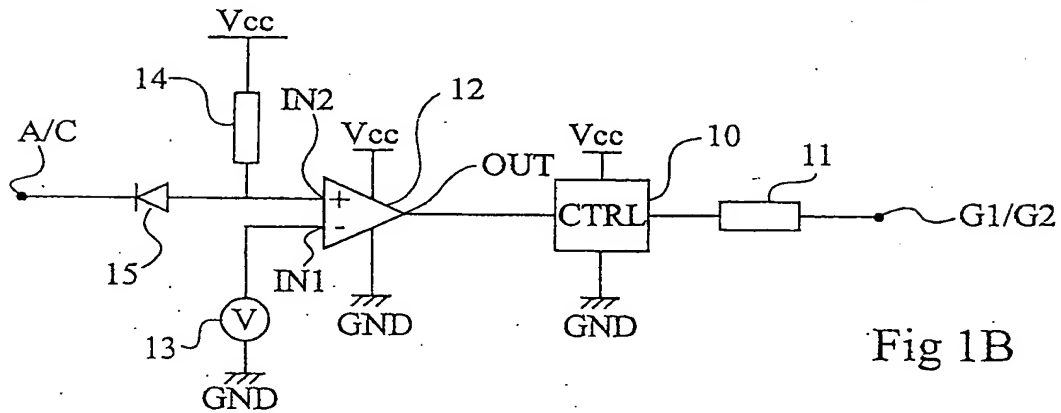 Vcc
14
IN2
12
A/C
Vcc
OUT
Vcc
10
11
+
CTRL
G1/G2
-
15
IN1
13
V
GND
GND
GND
Fig 1B